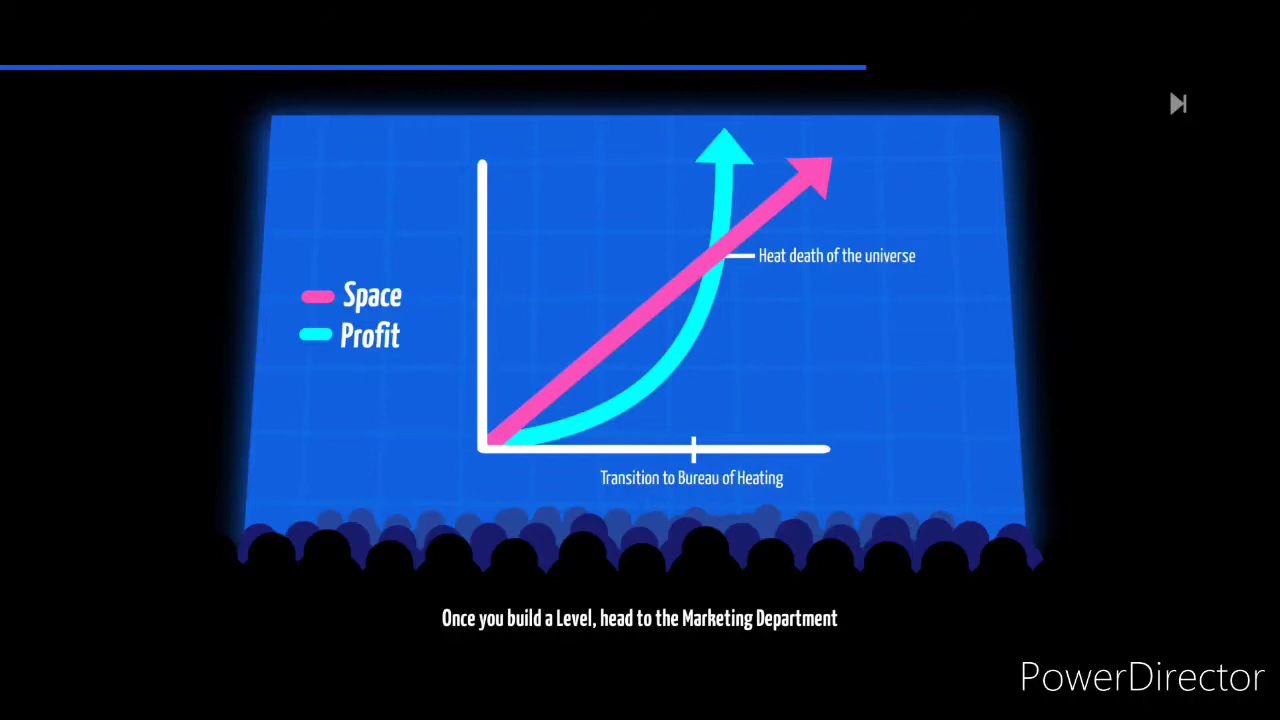 Heat death of the universe
Space
Profit
Transition to Bureau of Heating
Once you build a Level, head to the Marketing Department
PowerDirector